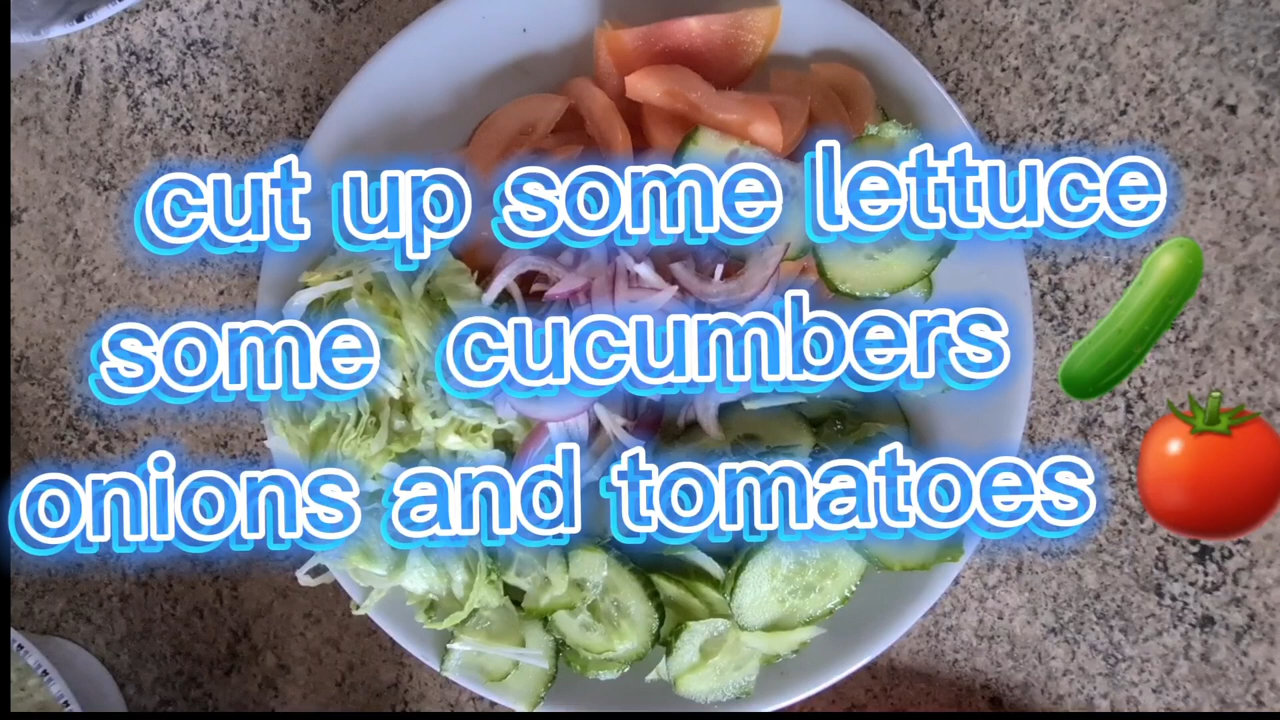 cut up some lettuce
some cucumbers 🥒
onions and tomatoes 🍅